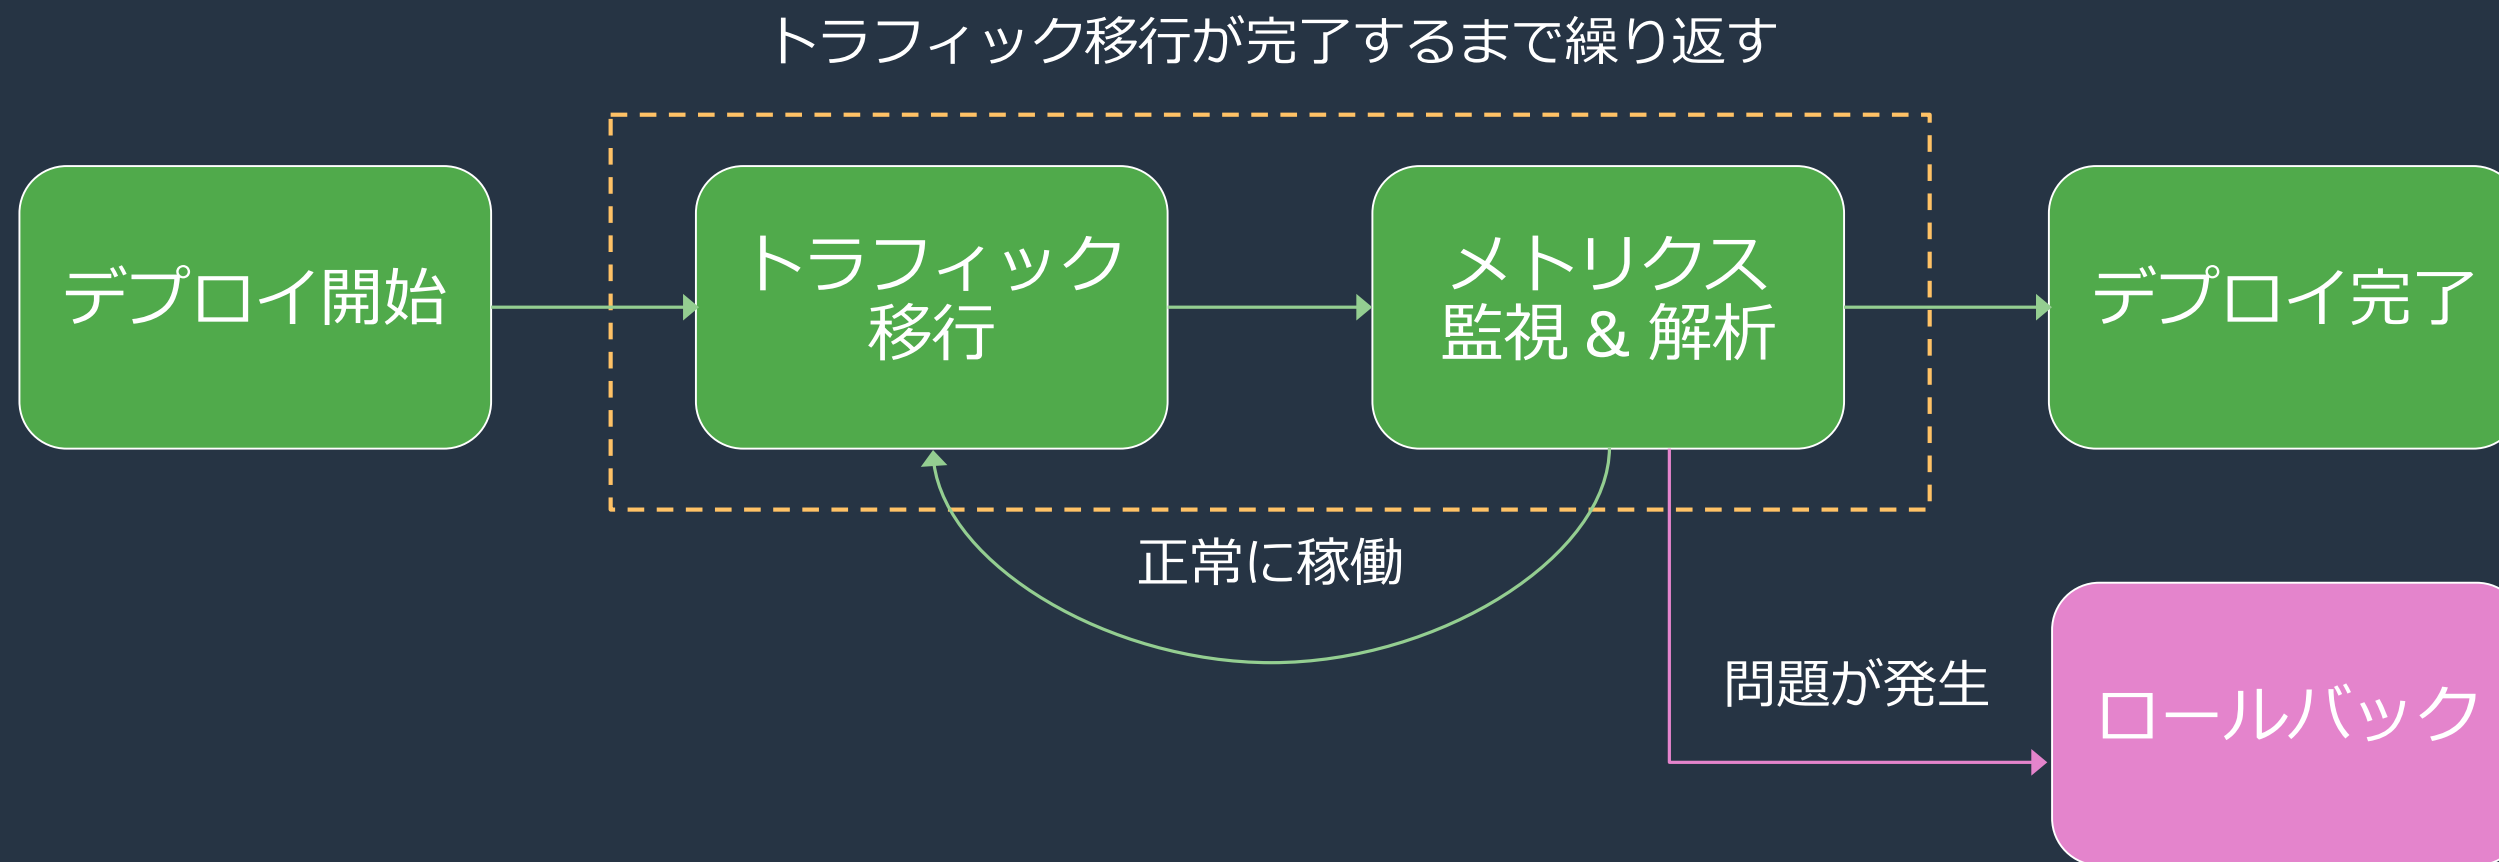 トラフィック移行が完了するまで繰り返す
デプロイ開始
トラフィック
移行
メトリクス
監視 & 解析
デプロイ完了
正常に稼働
問題が発生
ロールバック